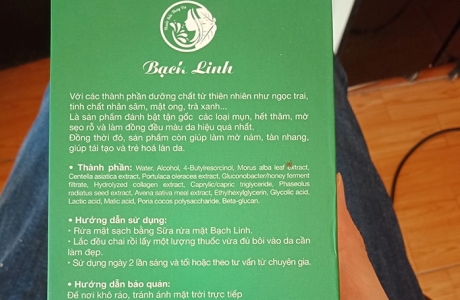 Bạch Linh
Với các thành phần dưỡng chất từ thiên nhiên như ngọc trai,
tinh chất nhân sâm, mật ong, trà xanh...
Là sản phẩm đánh bật tận gốc các loại mụn, hết thâm, mờ
sẹo rỗ và làm đồng đều màu da hiệu quả nhất.
Đồng thời đó, sản phẩm còn giúp làm mờ nám, tàn nhang,
giúp tái tạo và trẻ hoá làn da.
• Thành phần: Water, Alcohol, 4-Butylresorcinol, Morus alba leaf extract,
Centella asiatica extract, Portulaca oleracea extract, Gluconobacter/honey ferment
filtrate, Hydrolyzed collagen extract, Caprylic/capric triglyceride, Phaseolus
radiatus seed extract, Avena sativa meal extract, Ethylhexylglycerin, Glycolic acid,
Lactic acid, Malic acid, Poria cocos polysaccharide, Beta-glucan.
• Hướng dẫn sử dụng:
- Rửa mặt sạch bằng Sữa rửa mặt Bạch Linh.
- Lắc đều chai rồi lấy một lượng thuốc vừa đủ bôi vào da cần
làm đẹp.
- Sử dụng ngày 2 lần sáng và tối hoặc theo tư vấn từ chuyên gia.
• Hướng dẫn bảo quản:
Để nơi khô ráo, tránh ánh mặt trời trực tiếp